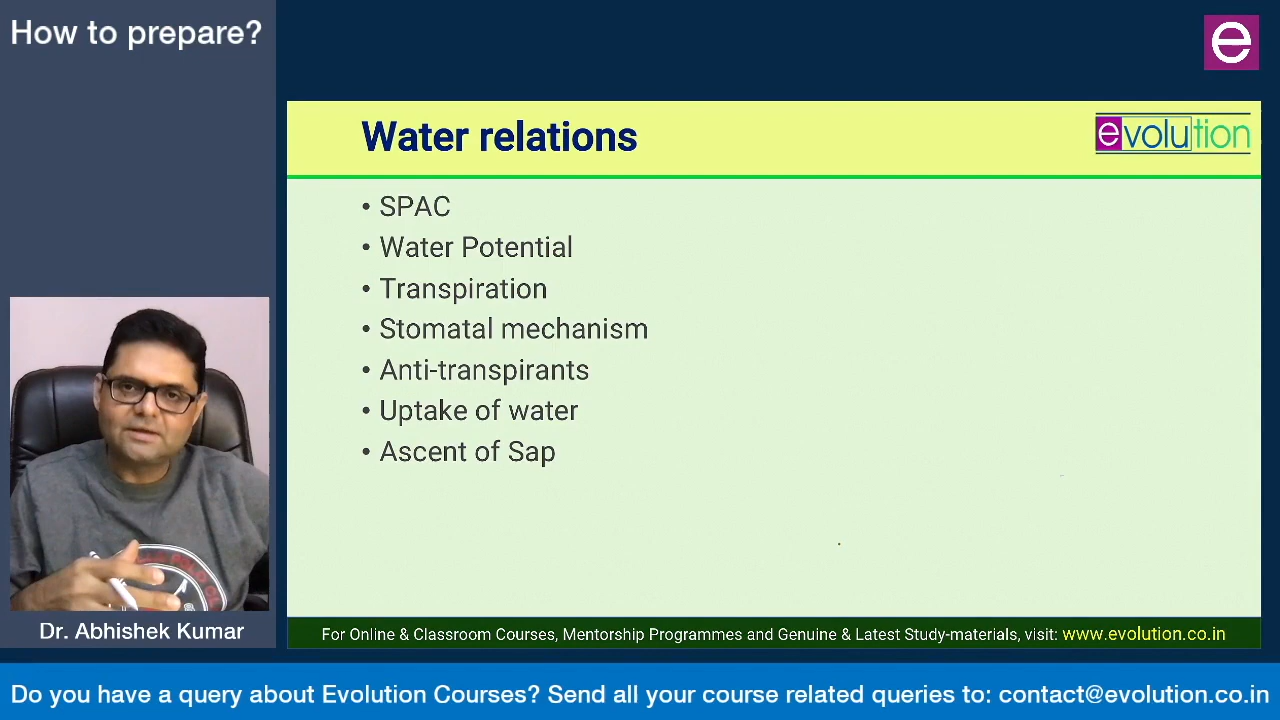 How to prepare?
e
Water relations
evolution
• SPAC
• Water Potential
• Transpiration
• Stomatal mechanism
• Anti-transpirants
• Uptake of water
• Ascent of Sap
Dr. Abhishek Kumar
For Online & Classroom Courses, Mentorship Programmes and Genuine & Latest Study-materials, visit: www.evolution.co.in
Do you have a query about Evolution Courses? Send all your course related queries to: contact@evolution.co.in